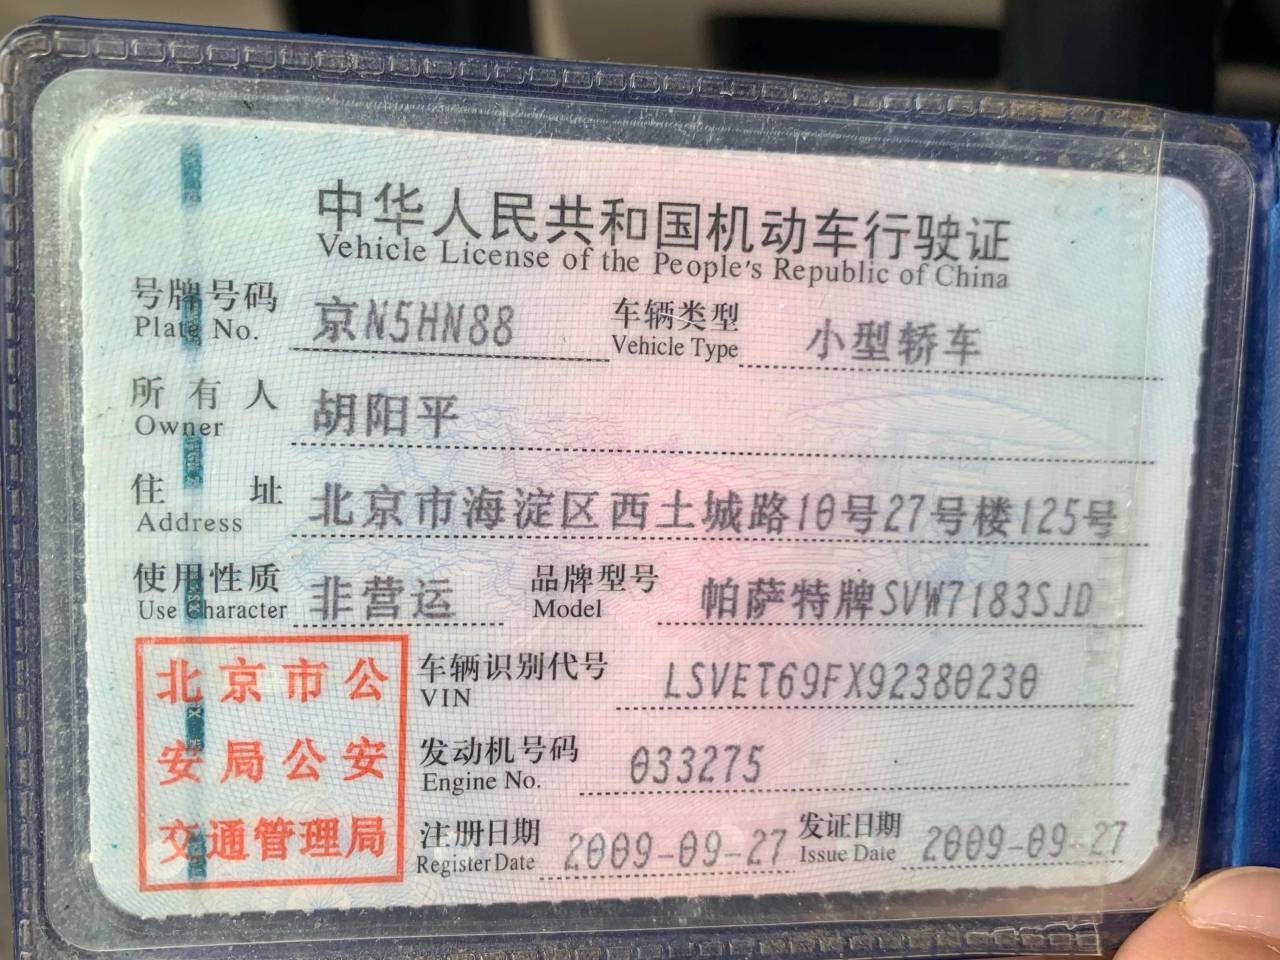 中华人民共和国机动车行驶证
Vehicle License of the People's Republic of China
号牌号码 京N5HN88 车辆类型 小型轿车
Plate No. Vehicle Type
所有人 胡阳平
Owner
住址 北京市海淀区西土城路10号27号楼125号
Address
使用性质 非营运 品牌型号 帕萨特牌SVW7183SJD
Use Character Model
北京市公
安局公安
交通管理局
车辆识别代号 LSVET69FX92380230
VIN
发动机号码 033275
Engine No.
注册日期 2009-09-27 发证日期 2009-09-27
Register Date Issue Date